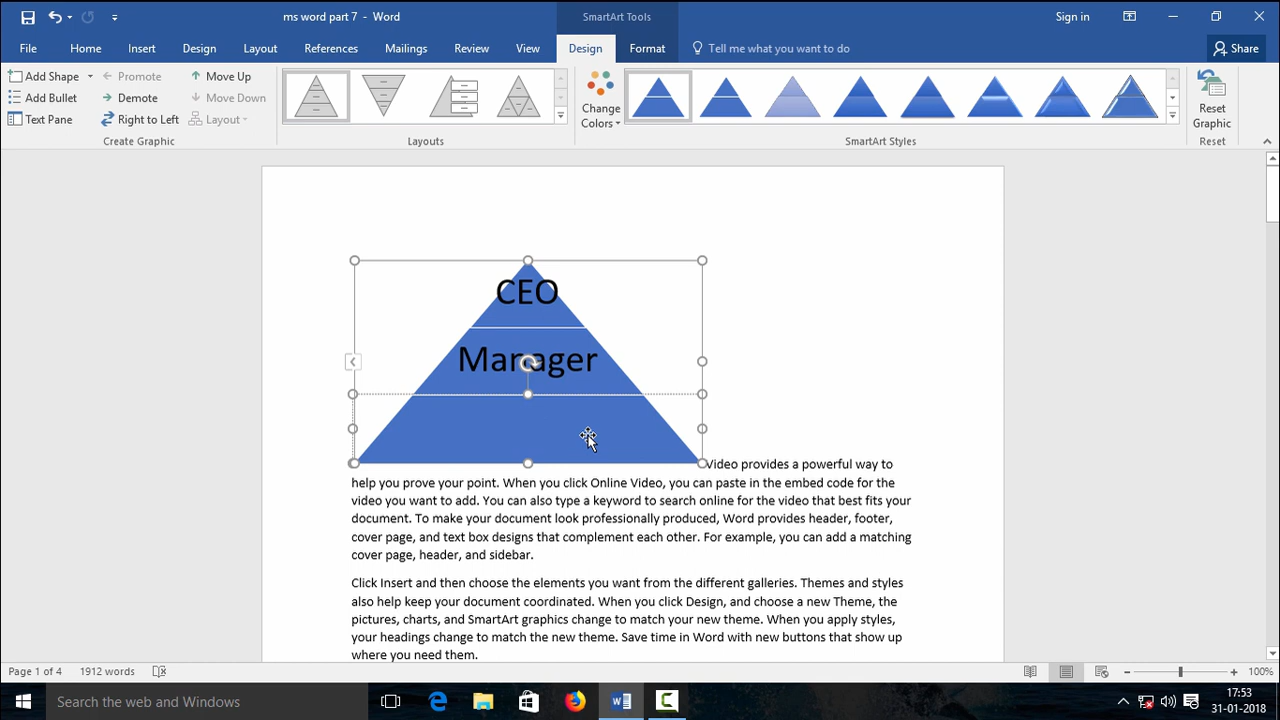 ms word part 7 - Word
SmartArt Tools
Sign in
File Home Insert Design Layout References Mailings Review View Design Format Tell me what you want to do Share
Add Shape Promote Move Up
Add Bullet Demote Move Down
Text Pane Right to Left Layout
Create Graphic
Layouts
Change Colors
SmartArt Styles
Reset Graphic
Reset
CEO
Manager
Video provides a powerful way to
help you prove your point. When you click Online Video, you can paste in the embed code for the
video you want to add. You can also type a keyword to search online for the video that best fits your
document. To make your document look professionally produced, Word provides header, footer,
cover page, and text box designs that complement each other. For example, you can add a matching
cover page, header, and sidebar.
Click Insert and then choose the elements you want from the different galleries. Themes and styles
also help keep your document coordinated. When you click Design, and choose a new Theme, the
pictures, charts, and SmartArt graphics change to match your new theme. When you apply styles,
your headings change to match the new theme. Save time in Word with new buttons that show up
where you need them.
Page 1 of 4 1912 words 100%
Search the web and Windows
17:53
31-01-2018